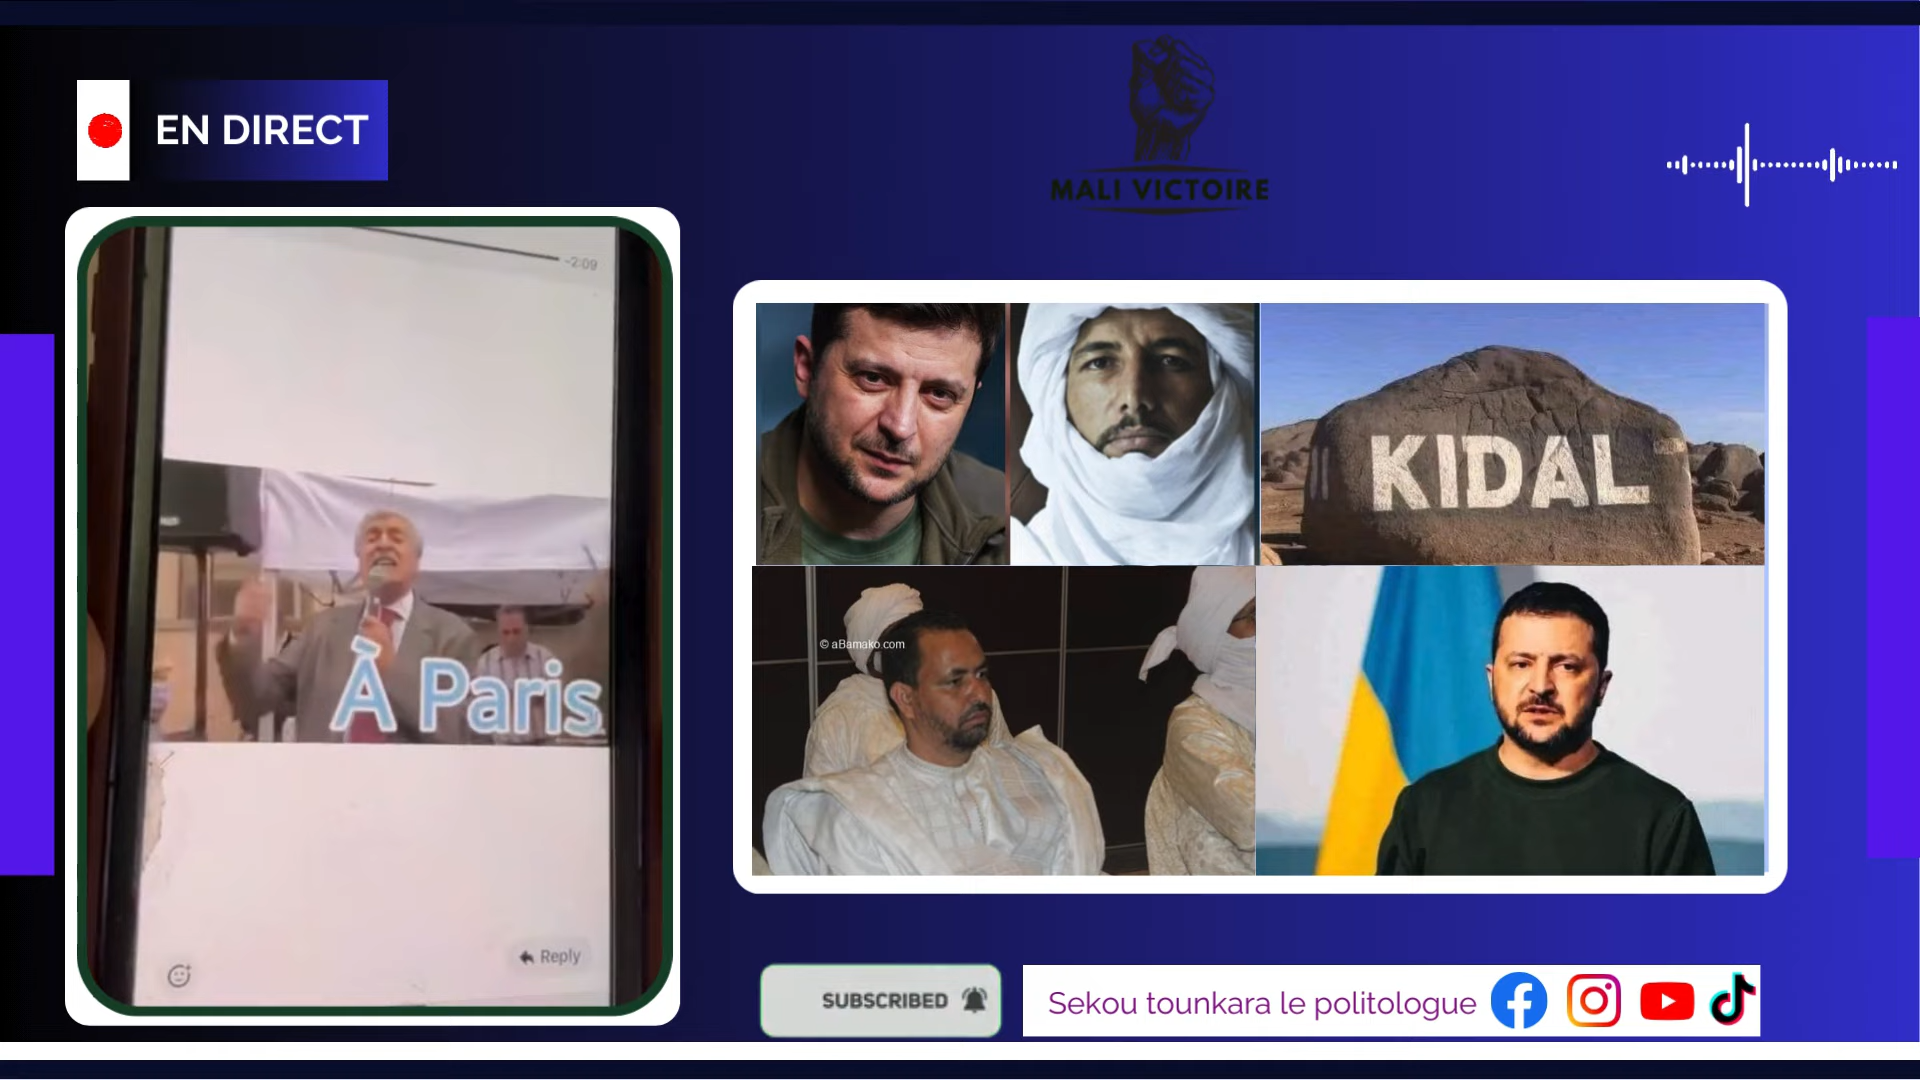 EN DIRECT
MALI VICTOIRE
-2:09
À Paris
Reply
KIDAL
© aBamako.com
SUBSCRIBED
Sekou tounkara le politologue